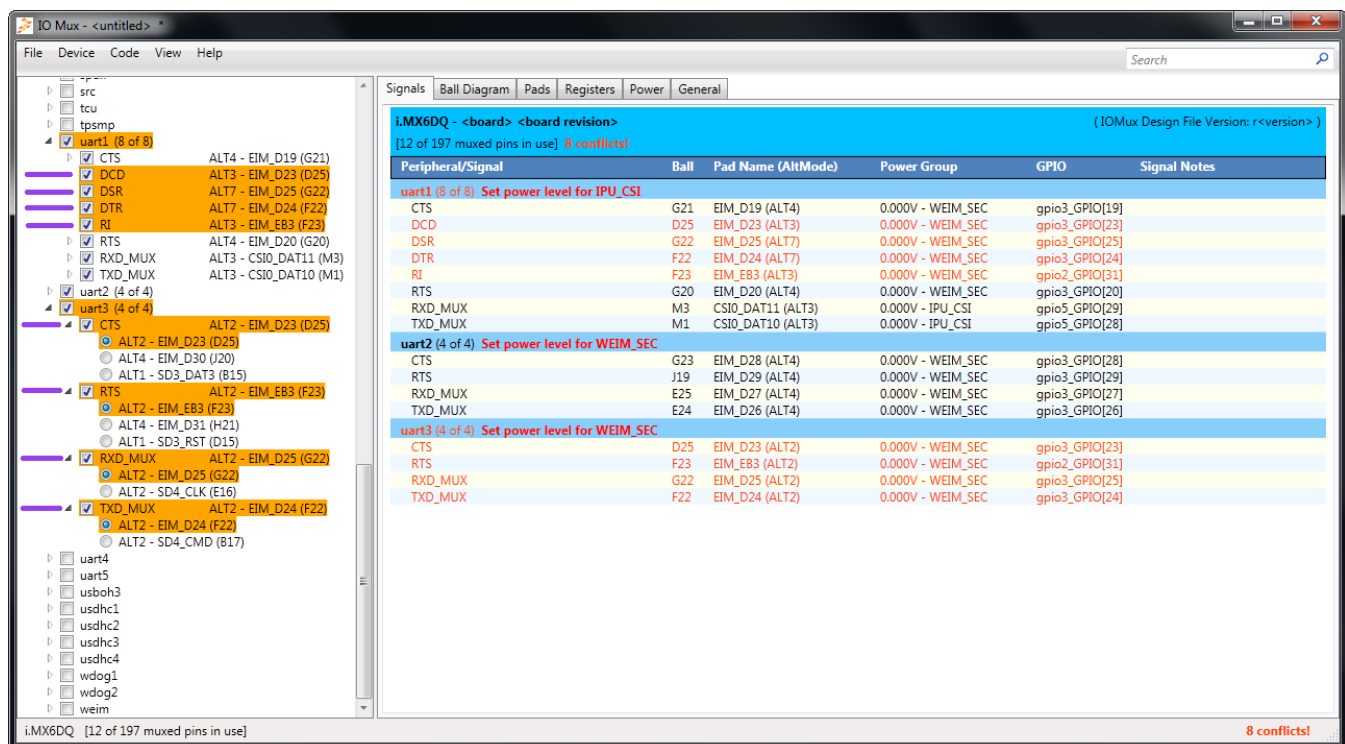 IO Mux - <untitled> *
File Device Code View Help
Search
src
tcu
tpsmp
uart1 (8 of 8)
CTS ALT4 - EIM_D19 (G21)
DCD ALT3 - EIM_D23 (D25)
DSR ALT7 - EIM_D25 (G22)
DTR ALT7 - EIM_D24 (F22)
RI ALT3 - EIM_EB3 (F23)
RTS ALT4 - EIM_D20 (G20)
RXD_MUX ALT3 - CSI0_DAT11 (M3)
TXD_MUX ALT3 - CSI0_DAT10 (M1)
uart2 (4 of 4)
uart3 (4 of 4)
CTS ALT2 - EIM_D23 (D25)
ALT2 - EIM_D23 (D25)
ALT4 - EIM_D30 (J20)
ALT1 - SD3_DAT3 (B15)
RTS ALT2 - EIM_EB3 (F23)
ALT2 - EIM_EB3 (F23)
ALT4 - EIM_D31 (H21)
ALT1 - SD3_RST (D15)
RXD_MUX ALT2 - EIM_D25 (G22)
ALT2 - EIM_D25 (G22)
ALT2 - SD4_CLK (E16)
TXD_MUX ALT2 - EIM_D24 (F22)
ALT2 - EIM_D24 (F22)
ALT2 - SD4_CMD (B17)
uart4
uart5
usboh3
usdhc1
usdhc2
usdhc3
usdhc4
wdog1
wdog2
weim
Signals Ball Diagram Pads Registers Power General
i.MX6DQ - <board> <board revision> ( IOMux Design File Version: r<version> )
[12 of 197 muxed pins in use] 8 conflicts!
Peripheral/Signal Ball Pad Name (AltMode) Power Group GPIO Signal Notes
uart1 (8 of 8) Set power level for IPU_CSI
CTS G21 EIM_D19 (ALT4) 0.000V - WEIM_SEC gpio3_GPIO[19]
DCD D25 EIM_D23 (ALT3) 0.000V - WEIM_SEC gpio3_GPIO[23]
DSR G22 EIM_D25 (ALT7) 0.000V - WEIM_SEC gpio3_GPIO[25]
DTR F22 EIM_D24 (ALT7) 0.000V - WEIM_SEC gpio3_GPIO[24]
RI F23 EIM_EB3 (ALT3) 0.000V - WEIM_SEC gpio2_GPIO[31]
RTS G20 EIM_D20 (ALT4) 0.000V - WEIM_SEC gpio3_GPIO[20]
RXD_MUX M3 CSI0_DAT11 (ALT3) 0.000V - IPU_CSI gpio5_GPIO[29]
TXD_MUX M1 CSI0_DAT10 (ALT3) 0.000V - IPU_CSI gpio5_GPIO[28]
uart2 (4 of 4) Set power level for WEIM_SEC
CTS G23 EIM_D28 (ALT4) 0.000V - WEIM_SEC gpio3_GPIO[28]
RTS J19 EIM_D29 (ALT4) 0.000V - WEIM_SEC gpio3_GPIO[29]
RXD_MUX E25 EIM_D27 (ALT4) 0.000V - WEIM_SEC gpio3_GPIO[27]
TXD_MUX E24 EIM_D26 (ALT4) 0.000V - WEIM_SEC gpio3_GPIO[26]
uart3 (4 of 4) Set power level for WEIM_SEC
CTS D25 EIM_D23 (ALT2) 0.000V - WEIM_SEC gpio3_GPIO[23]
RTS F23 EIM_EB3 (ALT2) 0.000V - WEIM_SEC gpio2_GPIO[31]
RXD_MUX G22 EIM_D25 (ALT2) 0.000V - WEIM_SEC gpio3_GPIO[25]
TXD_MUX F22 EIM_D24 (ALT2) 0.000V - WEIM_SEC gpio3_GPIO[24]
i.MX6DQ [12 of 197 muxed pins in use] 8 conflicts!